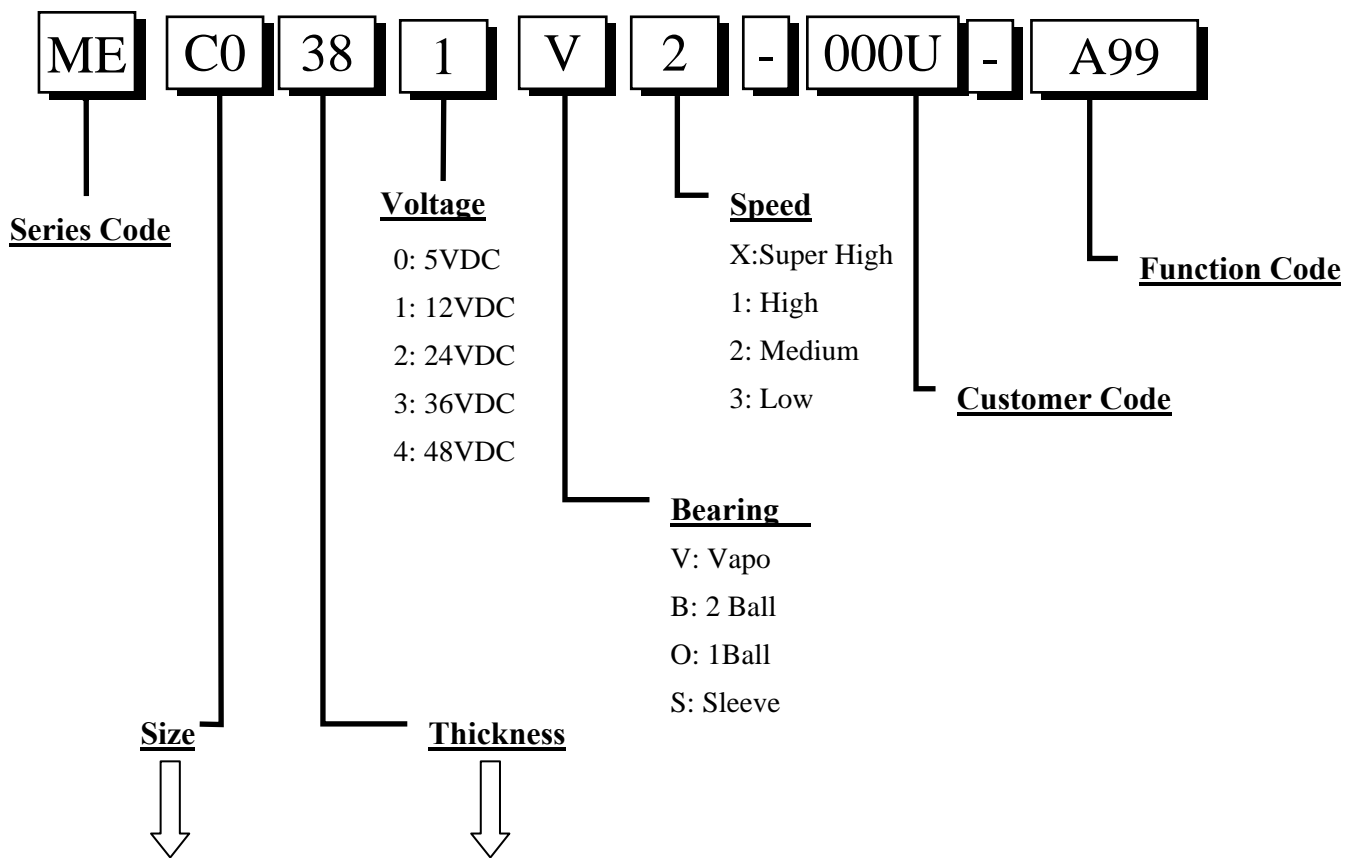 ME C0 38 1 V 2 - 000U - A99
Series Code
Voltage
0: 5VDC
1: 12VDC
2: 24VDC
3: 36VDC
4: 48VDC
Speed
X:Super High
1: High
2: Medium
3: Low
Function Code
Customer Code
Bearing
V: Vapo
B: 2 Ball
O: 1Ball
S: Sleeve
Size
Thickness